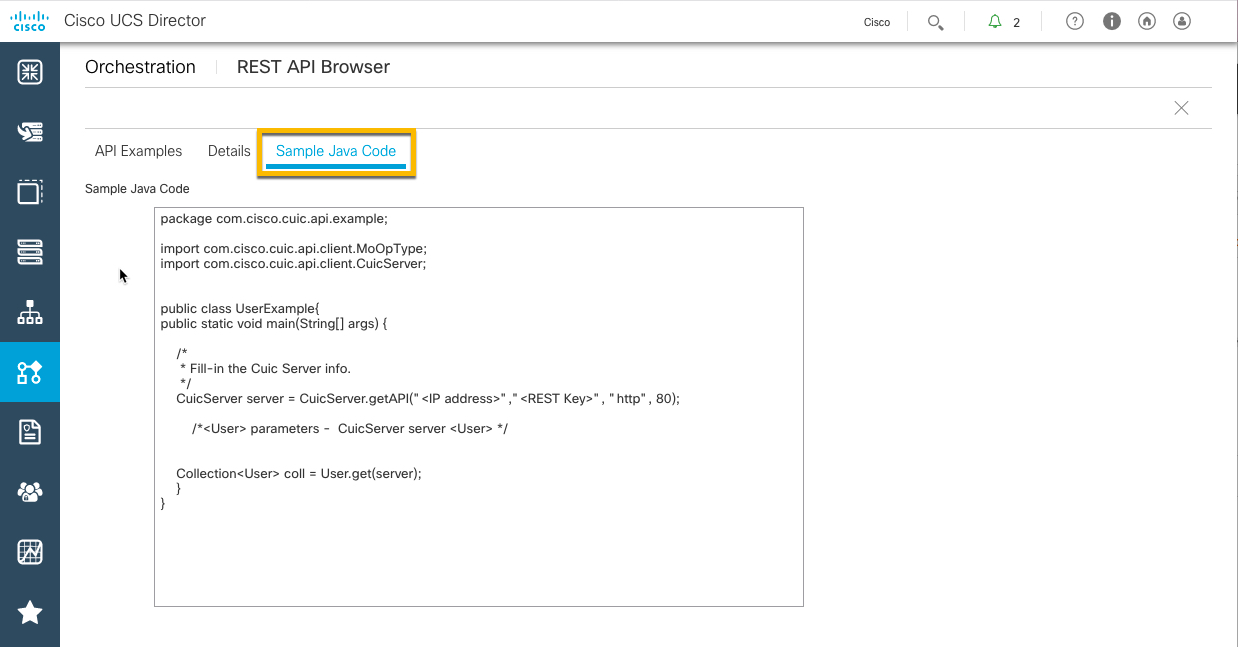 cisco
Cisco UCS Director
Cisco
2
Orchestration
REST API Browser
API Examples
Details
Sample Java Code
Sample Java Code
package com.cisco.cuic.api.example;
import com.cisco.cuic.api.client.MoOpType;
import com.cisco.cuic.api.client.CuicServer;
public class UserExample{
public static void main(String[] args) {
/*
* Fill-in the Cuic Server info.
*/
CuicServer server = CuicServer.getAPI("<IP address>","<REST Key>", "http", 80);
/*<User> parameters - CuicServer server <User> */
Collection<User> coll = User.get(server);
}
}